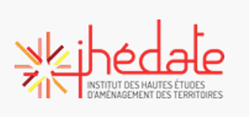 ihédate
INSTITUT DES HAUTES ÉTUDES
D'AMÉNAGEMENT DES TERRITOIRES